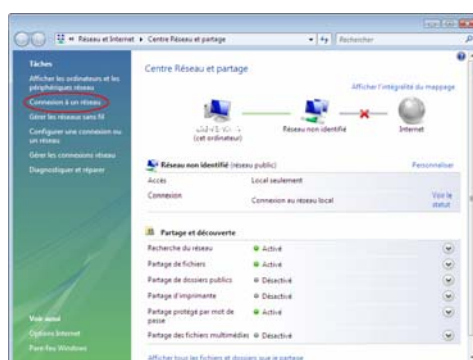 Réseau et Internet
Centre Réseau et partage
Rechercher
Tâches
Afficher les ordinateurs et les
périphériques réseau
Connexion à un réseau
Gérer les réseaux sans fil
Configurer une connexion ou
un réseau
Gérer les connexions réseau
Diagnostiquer et réparer
Voir aussi
Options Internet
Pare-feu Windows
Centre Réseau et partage
Afficher l'intégralité du mappage
(cet ordinateur)
Réseau non identifié
Internet
Réseau non identifié (réseau public)
Personnaliser
Accès
Local seulement
Connexion
Connexion au réseau local
Voir le
statut
Partage et découverte
Recherche du réseau
Activé
Partage de fichiers
Activé
Partage de dossiers publics
Désactivé
Partage d'imprimante
Désactivé
Partage protégé par mot de
passe
Activé
Partage des fichiers multimédias
Désactivé
Afficher tous les fichiers et dossiers que je partage